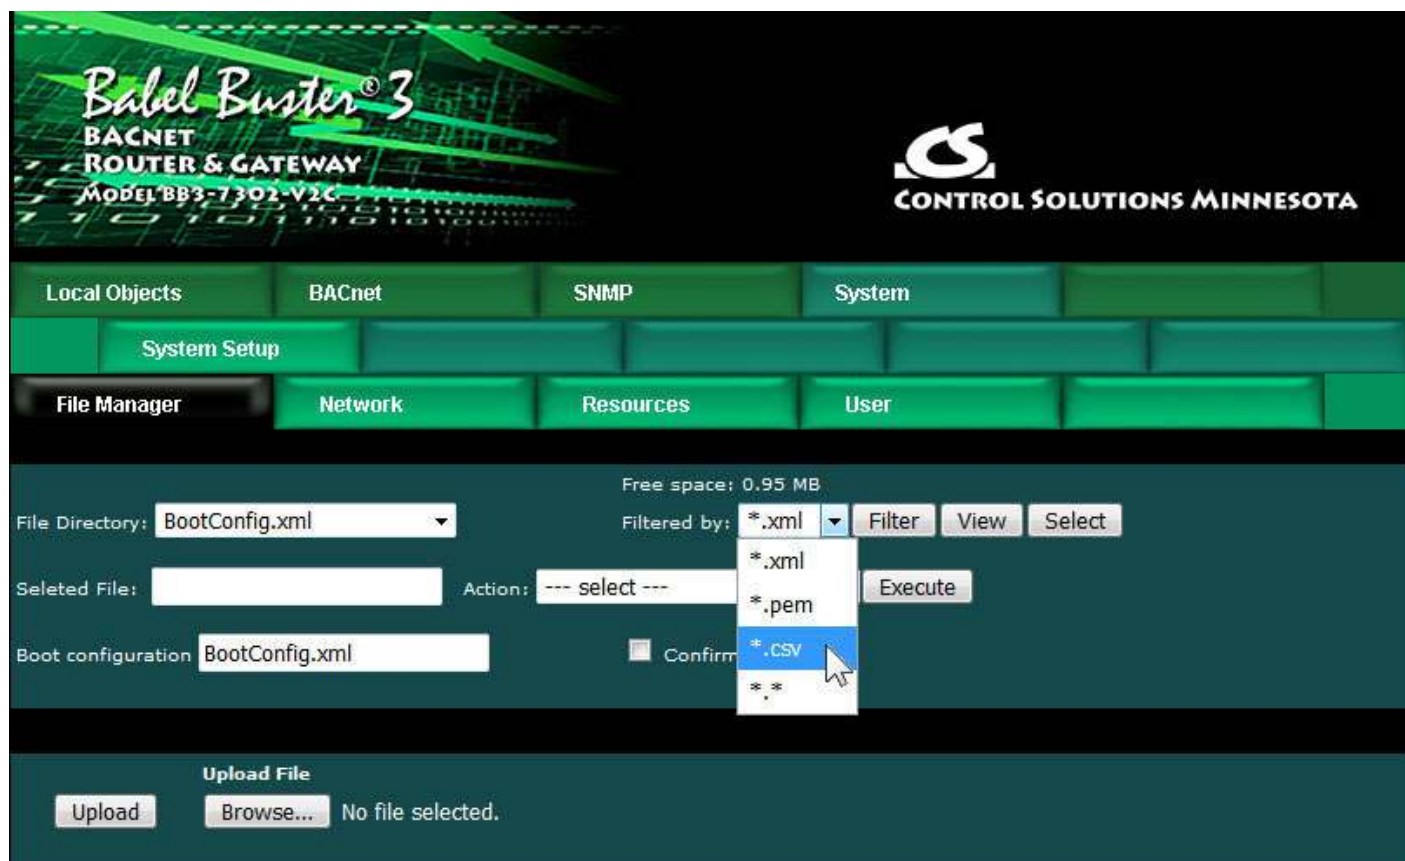 Babel Buster® 3
BACNET
ROUTER & GATEWAY
MODEL BB3-7302-V2C
CS
CONTROL SOLUTIONS MINNESOTA
Local Objects BACnet SNMP System
System Setup
File Manager Network Resources User
Free space: 0.95 MB
File Directory: BootConfig.xml Filtered by: *.xml Filter View Select
*.xml
Seleted File: Action: --- select --- Execute
*.pem
Boot configuration BootConfig.xml Confirm *.csv
*.*
Upload File
Upload Browse... No file selected.